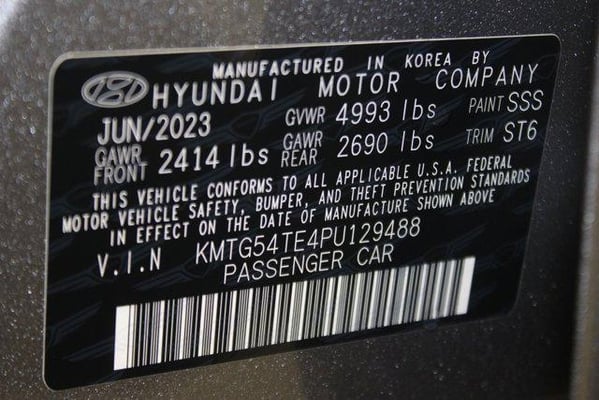 MANUFACTURED IN KOREA BY
HYUNDAI MOTOR COMPANY
JUN/2023 GVWR 4993 lbs PAINT SSS
GAWR FRONT 2414 lbs GAWR REAR 2690 lbs TRIM ST6
THIS VEHICLE CONFORMS TO ALL APPLICABLE U.S.A. FEDERAL
MOTOR VEHICLE SAFETY, BUMPER, AND THEFT PREVENTION STANDARDS
IN EFFECT ON THE DATE OF MANUFACTURE SHOWN ABOVE
V.I.N KMTG54TE4PU129488
PASSENGER CAR